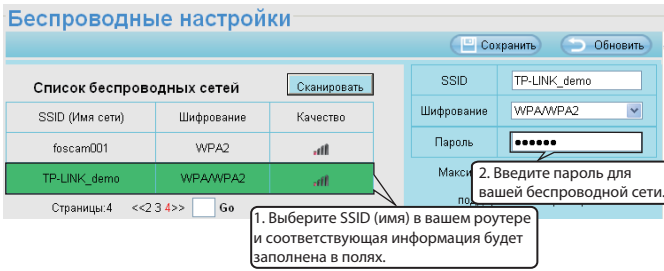 Беспроводные настройки
Сохранить
Обновить
Список беспроводных сетей
Сканировать
SSID (Имя сети) Шифрование Качество
foscam001 WPA2
TP-LINK_demo WPA/WPA2
Страницы:4 <<2 3 4>> Go
SSID TP-LINK_demo
Шифрование WPA/WPA2
Пароль ●●●●●●
2. Введите пароль для
вашей беспроводной сети.
1. Выберите SSID (имя) в вашем роутере
и соответствующая информация будет
заполнена в полях.